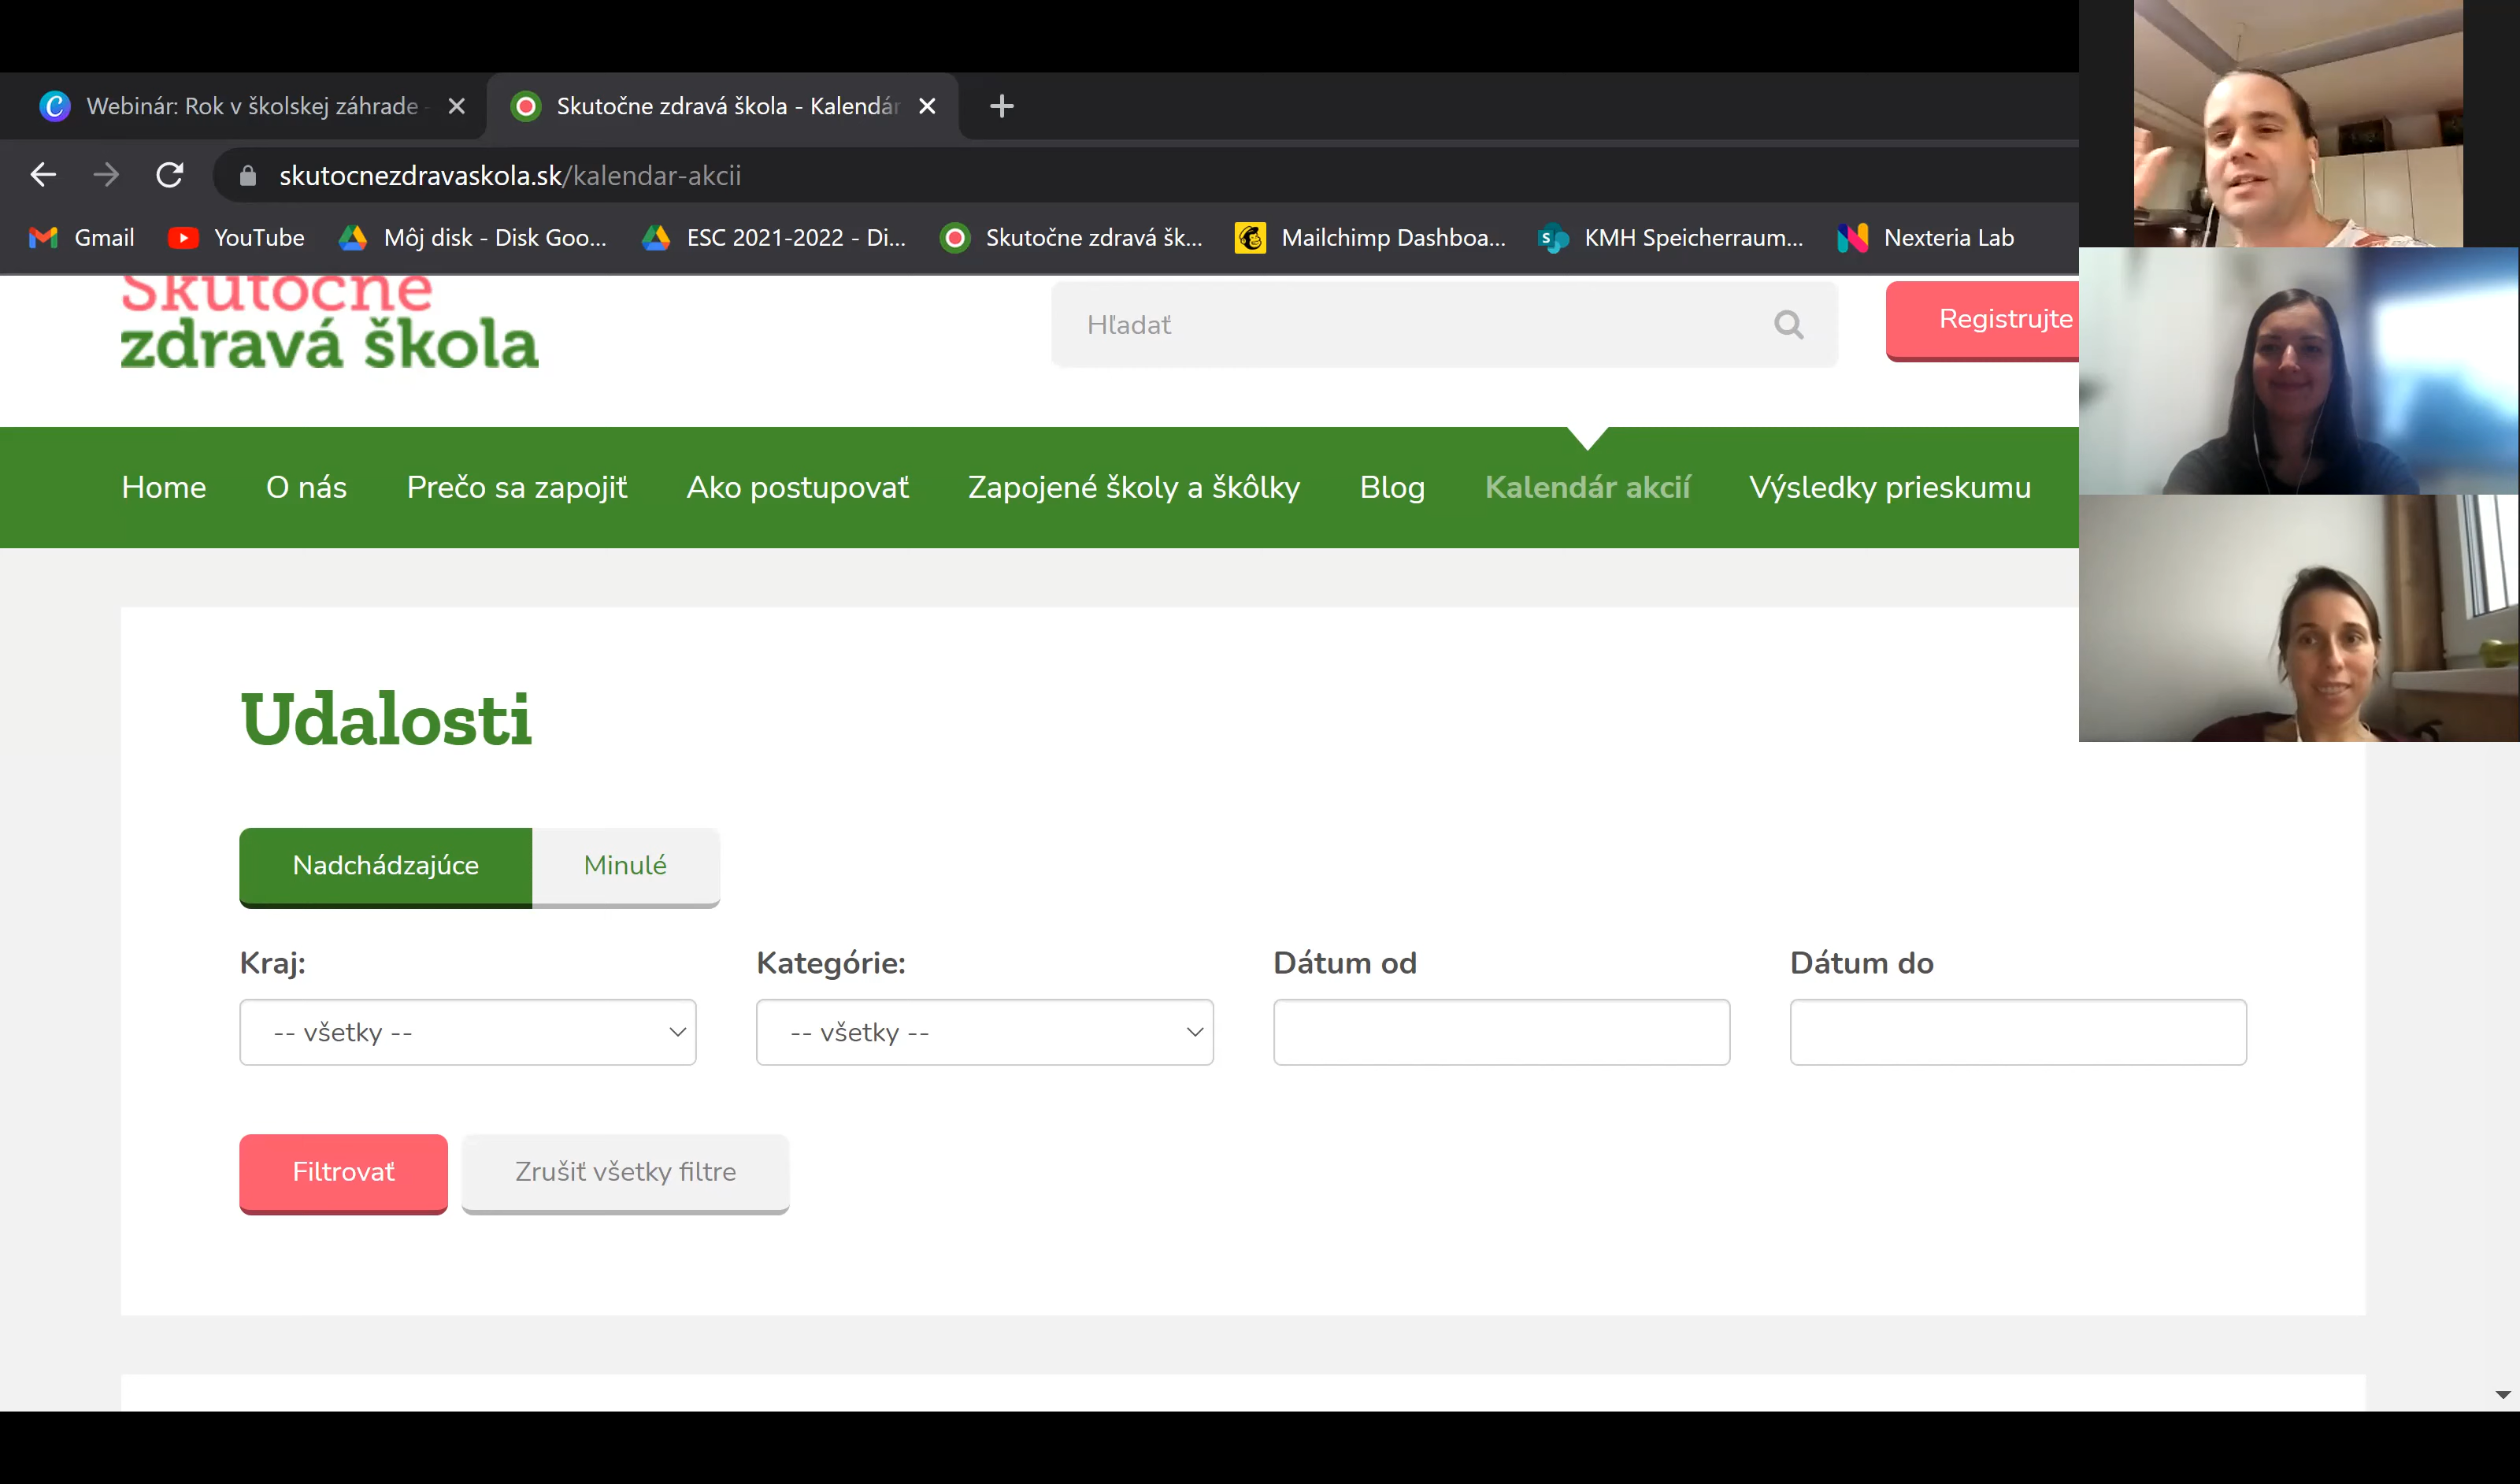 Webinár: Rok v školskej záhrade -
Skutočne zdravá škola - Kalendár
skutocnezdravaskola.sk/kalendar-akcii
Gmail YouTube Môj disk - Disk Goo... ESC 2021-2022 - Di... Skutočne zdravá šk... Mailchimp Dashboa... KMH Speicherraum... Nexteria Lab
Skutočne
zdravá škola
Hľadať
Registrujte
Home O nás Prečo sa zapojiť Ako postupovať Zapojené školy a škôlky Blog Kalendár akcií Výsledky prieskumu
Udalosti
Nadchádzajúce Minulé
Kraj: Kategórie: Dátum od Dátum do
-- všetky -- -- všetky --
Filtrovať Zrušiť všetky filtre